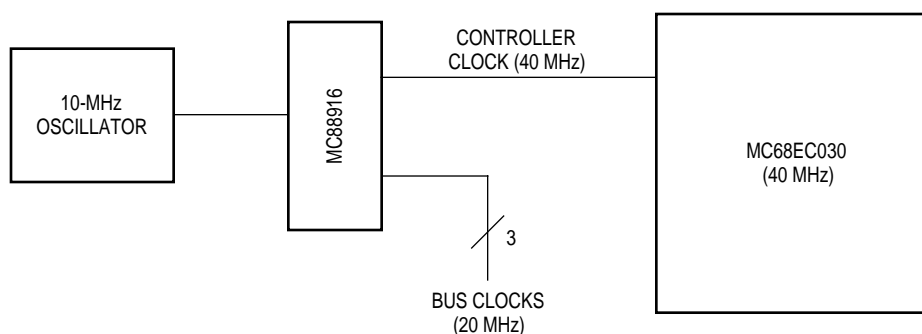 10-MHz
OSCILLATOR
MC88916
CONTROLLER
CLOCK (40 MHz)
3
BUS CLOCKS
(20 MHz)
MC68EC030
(40 MHz)